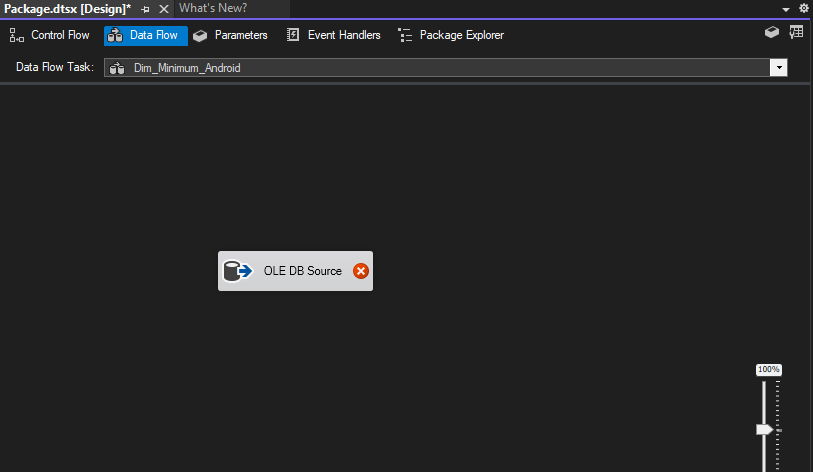 Package.dtsx [Design]*
What's New?
Control Flow
Data Flow
Parameters
Event Handlers
Package Explorer
Data Flow Task:
Dim_Minimum_Android
OLE DB Source
100%